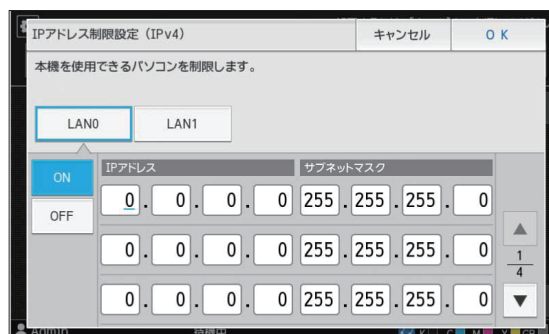 IPアドレス制限設定（IPv4） キャンセル O K
本機を使用できるパソコンを制限します。
LAN0 LAN1
ON
OFF
IPアドレス サブネットマスク
0 . 0 . 0 . 0 255 . 255 . 255 . 0
0 . 0 . 0 . 0 255 . 255 . 255 . 0
0 . 0 . 0 . 0 255 . 255 . 255 . 0
1
4
Admin 待機中 K C M Y